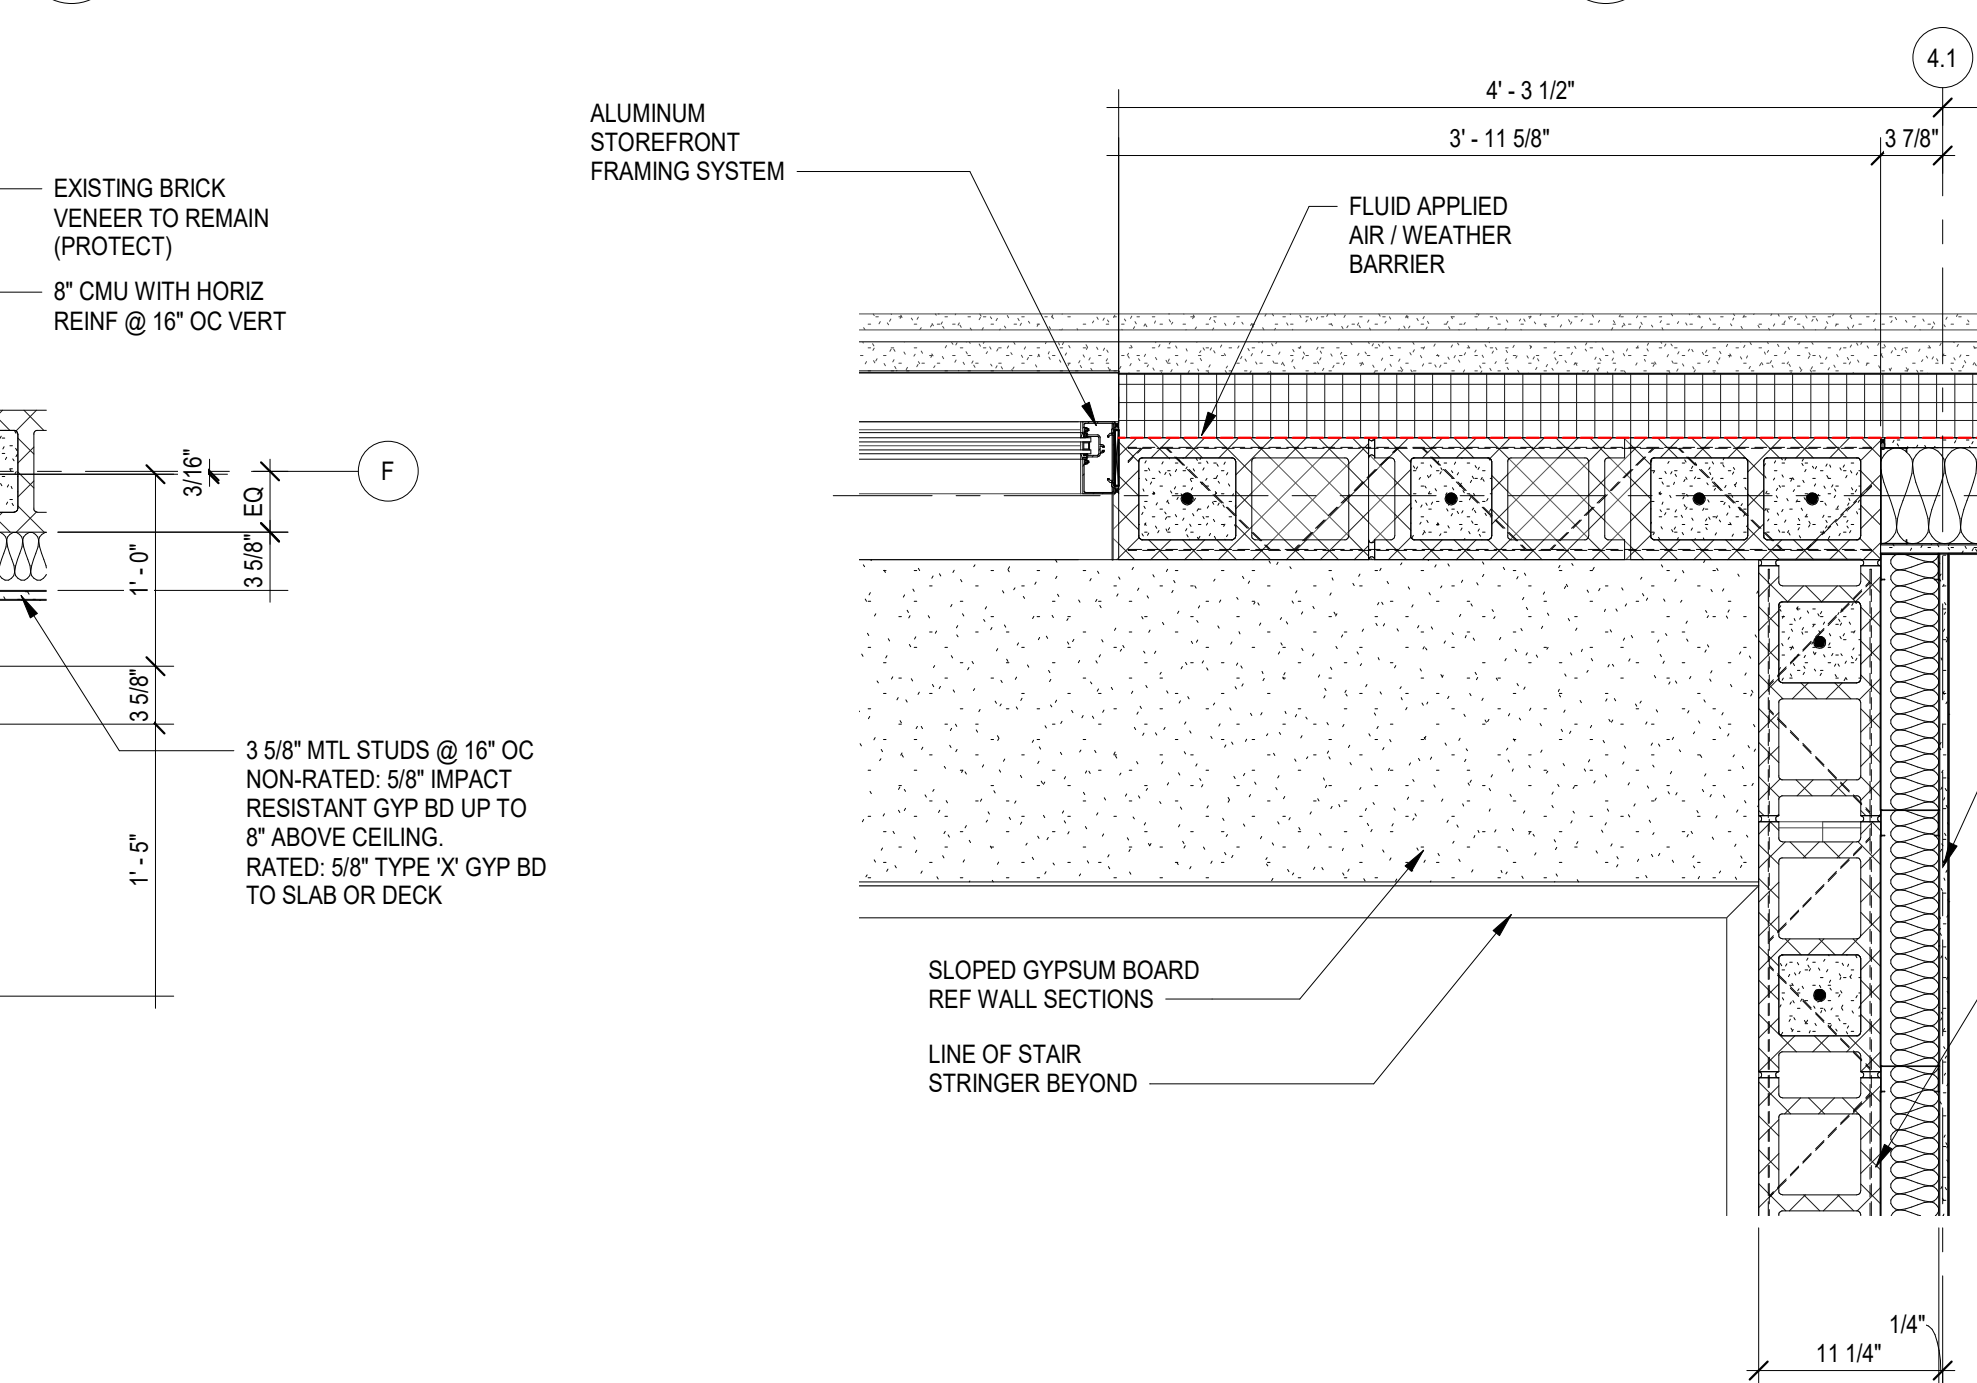 4.1
4' - 3 1/2"
3' - 11 5/8"
3 7/8"
ALUMINUM
STOREFRONT
FRAMING SYSTEM
EXISTING BRICK
VENEER TO REMAIN
(PROTECT)
8" CMU WITH HORIZ
REINF @ 16" OC VERT
FLUID APPLIED
AIR / WEATHER
BARRIER
F
3/16"
EQ
3 5/8"
1' - 0"
3 5/8"
1' - 5"
3 5/8" MTL STUDS @ 16" OC
NON-RATED: 5/8" IMPACT
RESISTANT GYP BD UP TO
8" ABOVE CEILING.
RATED: 5/8" TYPE 'X' GYP BD
TO SLAB OR DECK
SLOPED GYPSUM BOARD
REF WALL SECTIONS
LINE OF STAIR
STRINGER BEYOND
1/4"
11 1/4"